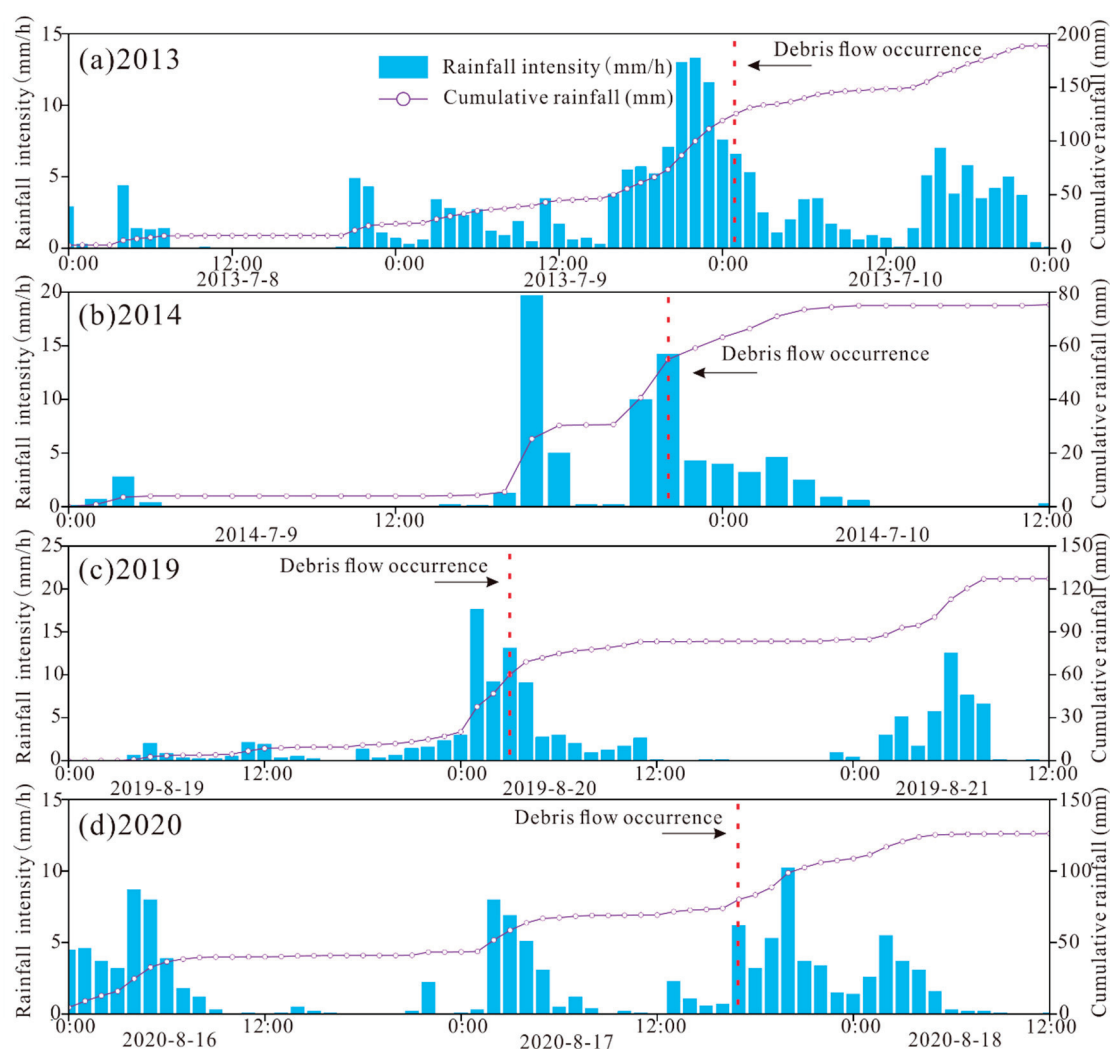 (a)2013
Rainfall intensity (mm/h)
Cumulative rainfall (mm)
Debris flow occurrence
Rainfall intensity (mm/h)
Cumulative rainfall (mm)
15
10
5
0
200
150
100
50
0
0:00 12:00 0:00 12:00 0:00 12:00 0:00
2013-7-8 2013-7-9 2013-7-10
(b)2014
Debris flow occurrence
Rainfall intensity (mm/h)
Cumulative rainfall (mm)
20
15
10
5
0
80
60
40
20
0
0:00 12:00 0:00 12:00
2014-7-9 2014-7-10
(c)2019
Debris flow occurrence
Rainfall intensity (mm/h)
Cumulative rainfall (mm)
25
20
15
10
5
0
150
120
90
60
30
0
0:00 12:00 0:00 12:00 0:00 12:00
2019-8-19 2019-8-20 2019-8-21
(d)2020
Debris flow occurrence
Rainfall intensity (mm/h)
Cumulative rainfall (mm)
15
10
5
0
150
100
50
0
0:00 12:00 0:00 12:00 0:00 12:00
2020-8-16 2020-8-17 2020-8-18